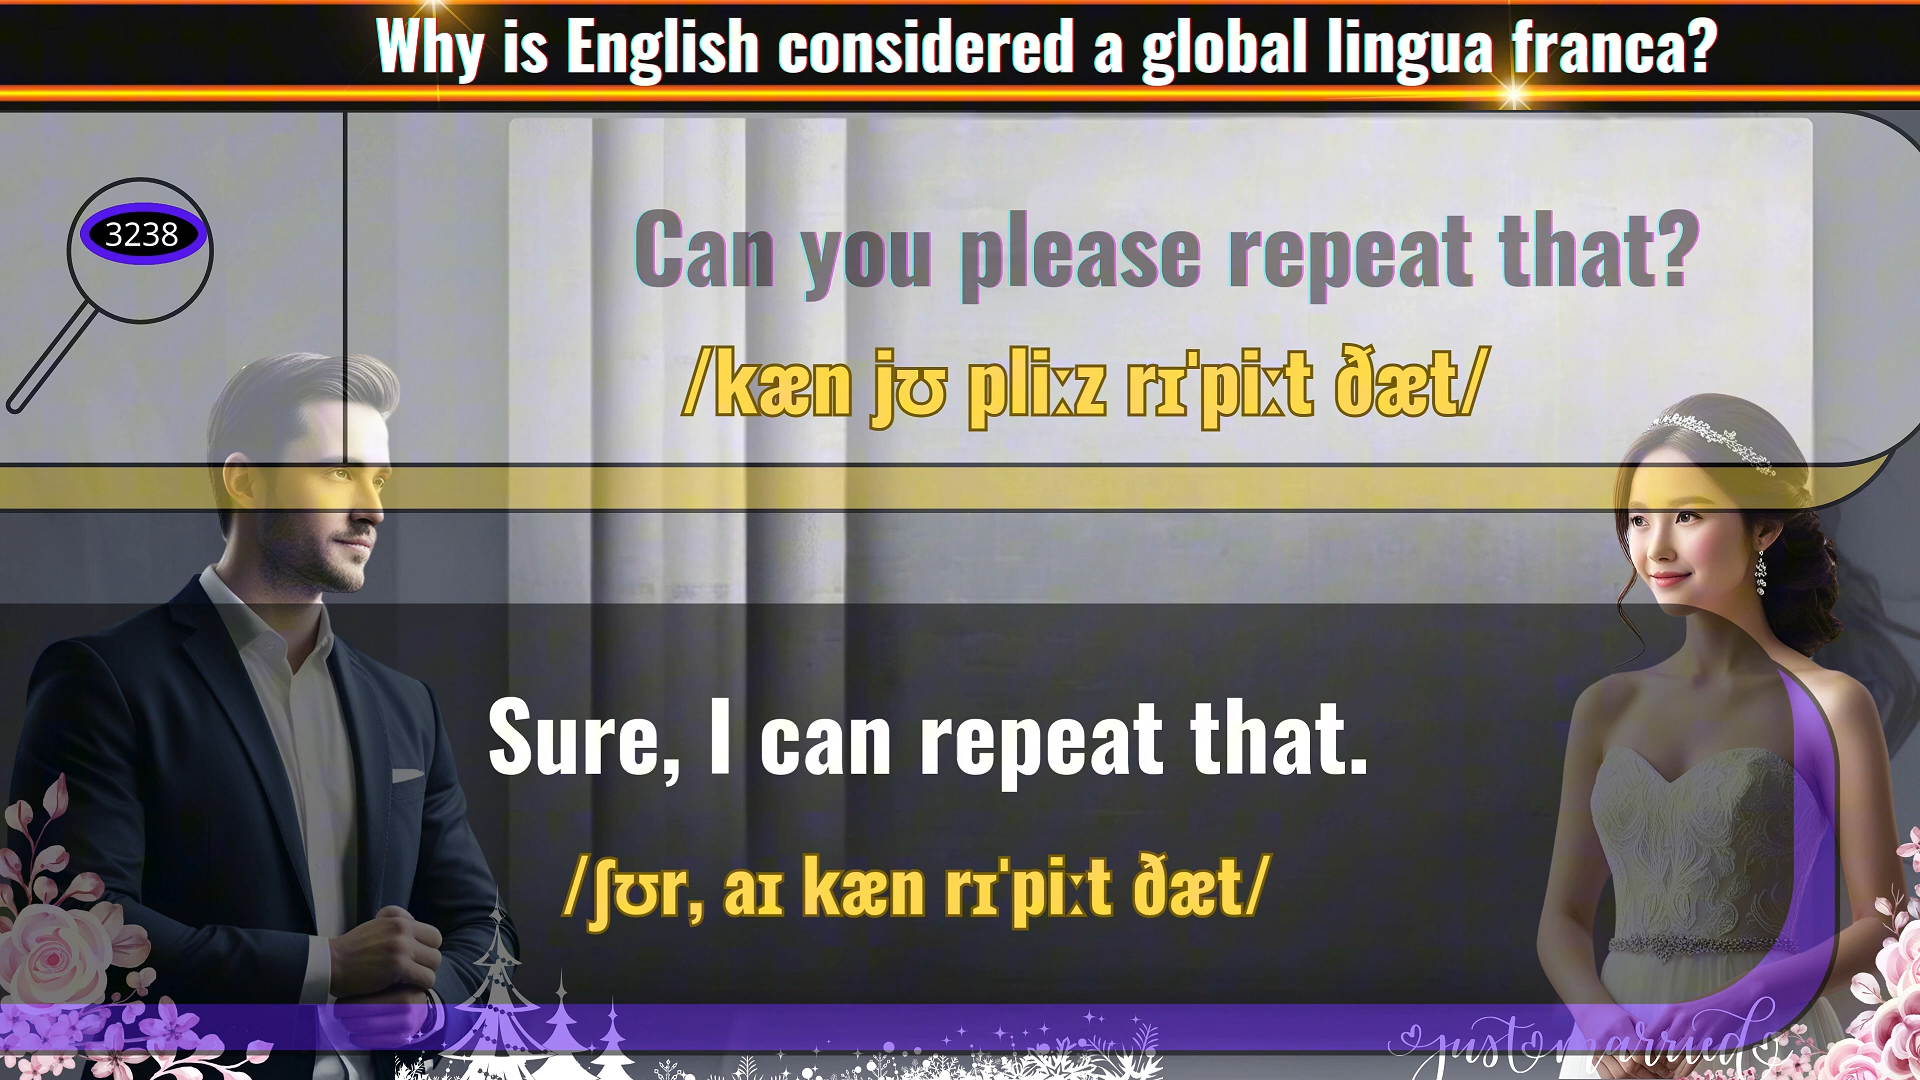 Why is English considered a global lingua franca?
3238
Can you please repeat that?
/kæn jʊ pliːz rɪˈpiːt ðæt/
Sure, I can repeat that.
/ʃʊr, aɪ kæn rɪˈpiːt ðæt/
just married